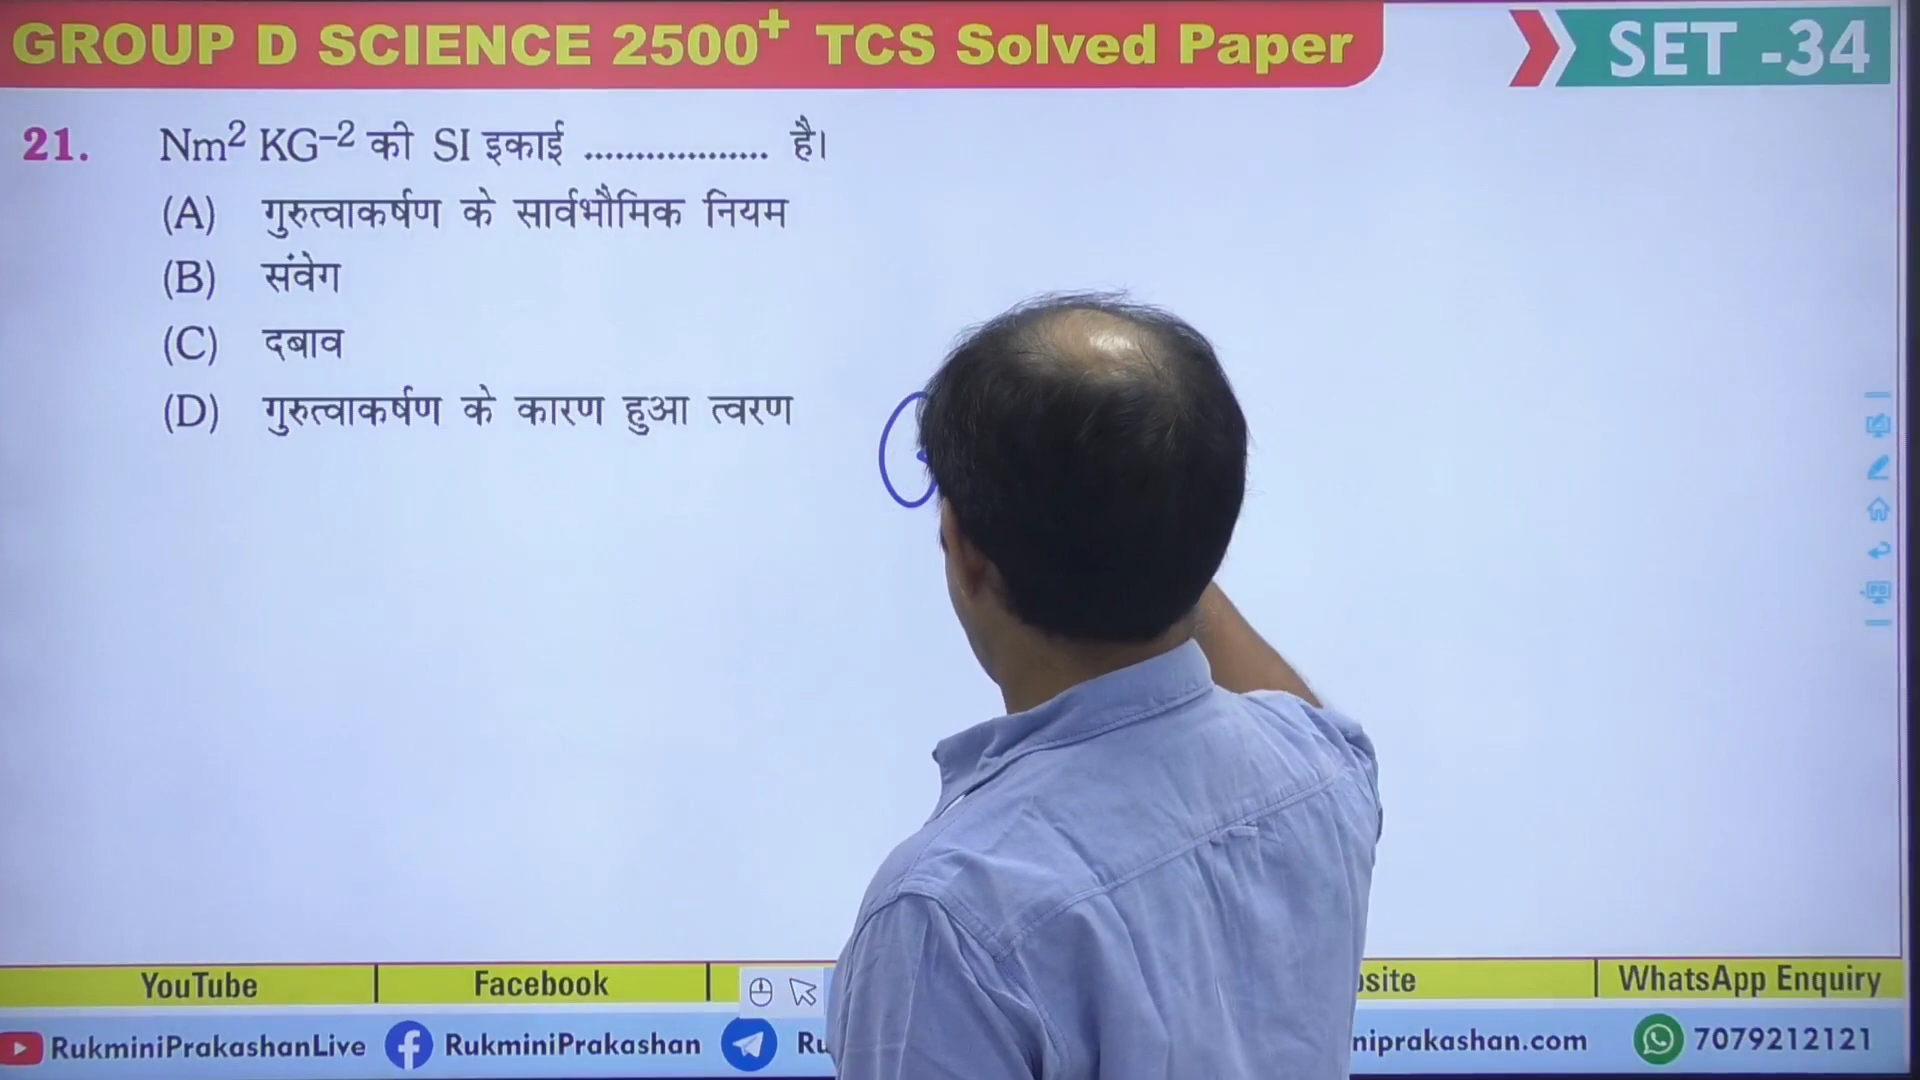 GROUP D SCIENCE 2500+ TCS Solved Paper
SET -34
21. Nm² KG⁻² की SI इकाई .................. है।
(A) गुरुत्वाकर्षण के सार्वभौमिक नियम
(B) संवेग
(C) दबाव
(D) गुरुत्वाकर्षण के कारण हुआ त्वरण
YouTube Facebook WhatsApp Enquiry
RukminiPrakashanLive RukminiPrakashan 7079212121